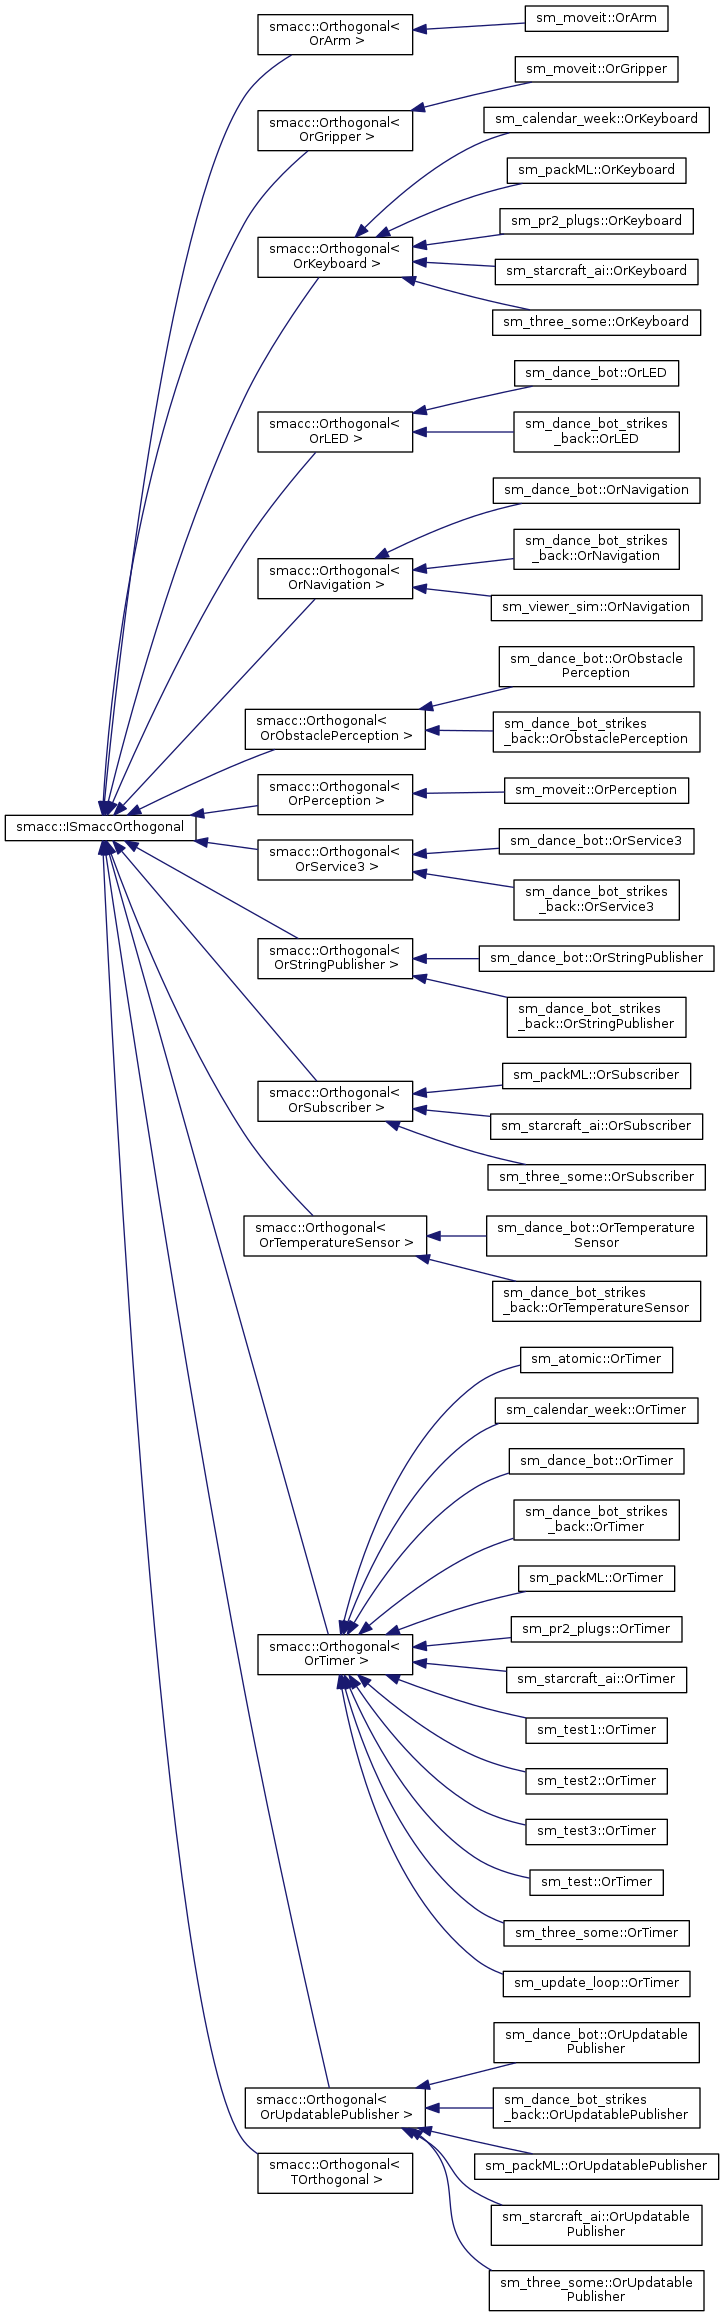 smacc::Orthogonal<
OrArm >
sm_moveit::OrArm
sm_moveit::OrGripper
smacc::Orthogonal<
OrGripper >
sm_calendar_week::OrKeyboard
sm_packML::OrKeyboard
sm_pr2_plugs::OrKeyboard
smacc::Orthogonal<
OrKeyboard >
sm_starcraft_ai::OrKeyboard
sm_three_some::OrKeyboard
sm_dance_bot::OrLED
smacc::Orthogonal<
OrLED >
sm_dance_bot_strikes
_back::OrLED
sm_dance_bot::OrNavigation
sm_dance_bot_strikes
_back::OrNavigation
smacc::Orthogonal<
OrNavigation >
sm_viewer_sim::OrNavigation
sm_dance_bot::OrObstacle
Perception
smacc::Orthogonal<
OrObstaclePerception >
sm_dance_bot_strikes
_back::OrObstaclePerception
smacc::Orthogonal<
OrPerception >
sm_moveit::OrPerception
smacc::ISmaccOrthogonal
sm_dance_bot::OrService3
smacc::Orthogonal<
OrService3 >
sm_dance_bot_strikes
_back::OrService3
smacc::Orthogonal<
OrStringPublisher >
sm_dance_bot::OrStringPublisher
sm_dance_bot_strikes
_back::OrStringPublisher
sm_packML::OrSubscriber
smacc::Orthogonal<
OrSubscriber >
sm_starcraft_ai::OrSubscriber
sm_three_some::OrSubscriber
smacc::Orthogonal<
OrTemperatureSensor >
sm_dance_bot::OrTemperature
Sensor
sm_dance_bot_strikes
_back::OrTemperatureSensor
sm_atomic::OrTimer
sm_calendar_week::OrTimer
sm_dance_bot::OrTimer
sm_dance_bot_strikes
_back::OrTimer
sm_packML::OrTimer
sm_pr2_plugs::OrTimer
smacc::Orthogonal<
OrTimer >
sm_starcraft_ai::OrTimer
sm_test1::OrTimer
sm_test2::OrTimer
sm_test3::OrTimer
sm_test::OrTimer
sm_three_some::OrTimer
sm_update_loop::OrTimer
sm_dance_bot::OrUpdatable
Publisher
smacc::Orthogonal<
OrUpdatablePublisher >
sm_dance_bot_strikes
_back::OrUpdatablePublisher
sm_packML::OrUpdatablePublisher
smacc::Orthogonal<
TOrthogonal >
sm_starcraft_ai::OrUpdatable
Publisher
sm_three_some::OrUpdatable
Publisher